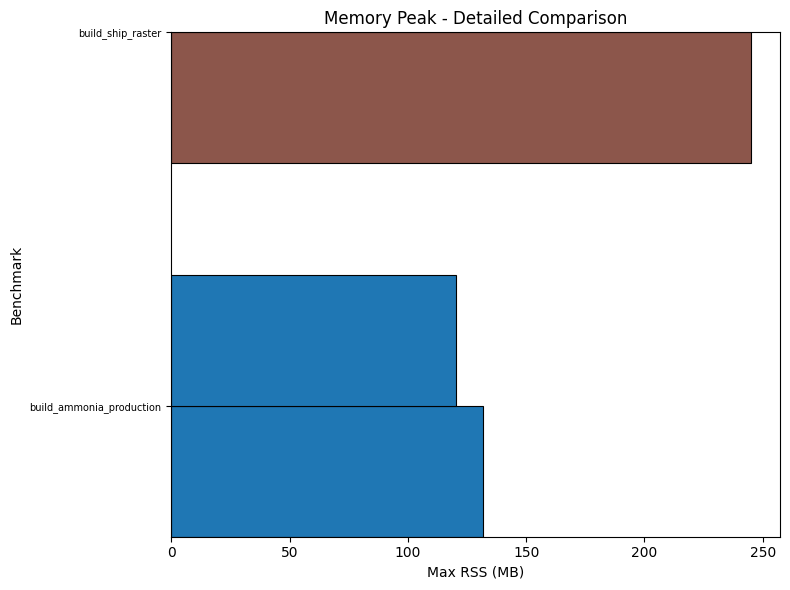 Memory Peak - Detailed Comparison
build_ship_raster
Benchmark
build_ammonia_production
0 50 100 150 200 250
Max RSS (MB)